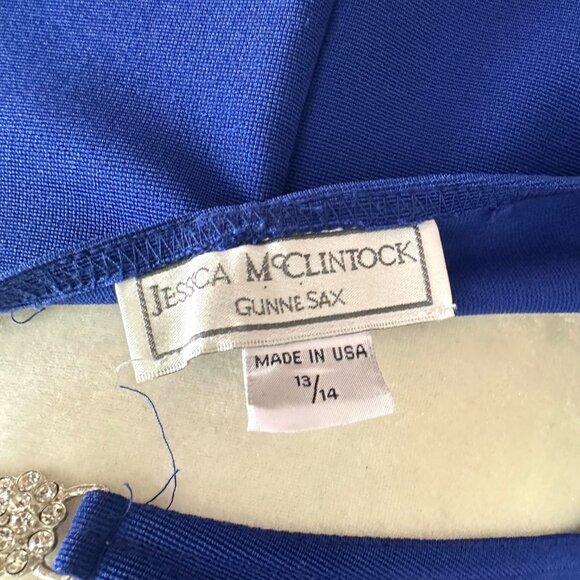 JESSICA MCCLINTOCK
GUNNE SAX
MADE IN USA
13/14